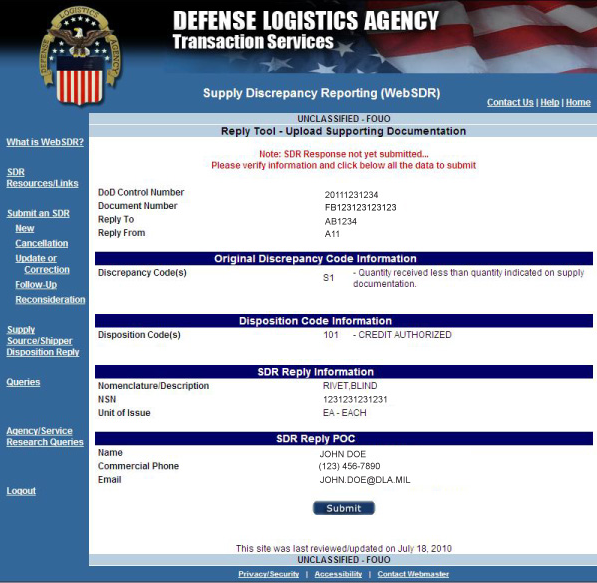 DEFENSE LOGISTICS AGENCY
DEFENSE LOGISTICS AGENCY
Transaction Services
Supply Discrepancy Reporting (WebSDR)
Contact Us | Help | Home
UNCLASSIFIED - FOUO
Reply Tool - Upload Supporting Documentation
Note: SDR Response not yet submitted...
Please verify information and click below all the data to submit
What is WebSDR?
SDR
Resources/Links
Submit an SDR
New
Cancellation
Update or
Correction
Follow-Up
Reconsideration
Supply
Source/Shipper
Disposition Reply
Queries
Agency/Service
Research Queries
Logout
DoD Control Number 20111231234
Document Number FB123123123123
Reply To AB1234
Reply From A11
Original Discrepancy Code Information
Discrepancy Code(s) S1 - Quantity received less than quantity indicated on supply
documentation.
Disposition Code Information
Disposition Code(s) 101 - CREDIT AUTHORIZED
SDR Reply Information
Nomenclature/Description RIVET,BLIND
NSN 1231231231231
Unit of Issue EA - EACH
SDR Reply POC
Name JOHN DOE
Commercial Phone (123) 456-7890
Email JOHN.DOE@DLA.MIL
Submit
This site was last reviewed/updated on July 18, 2010
UNCLASSIFIED - FOUO
Privacy/Security | Accessibility | Contact Webmaster